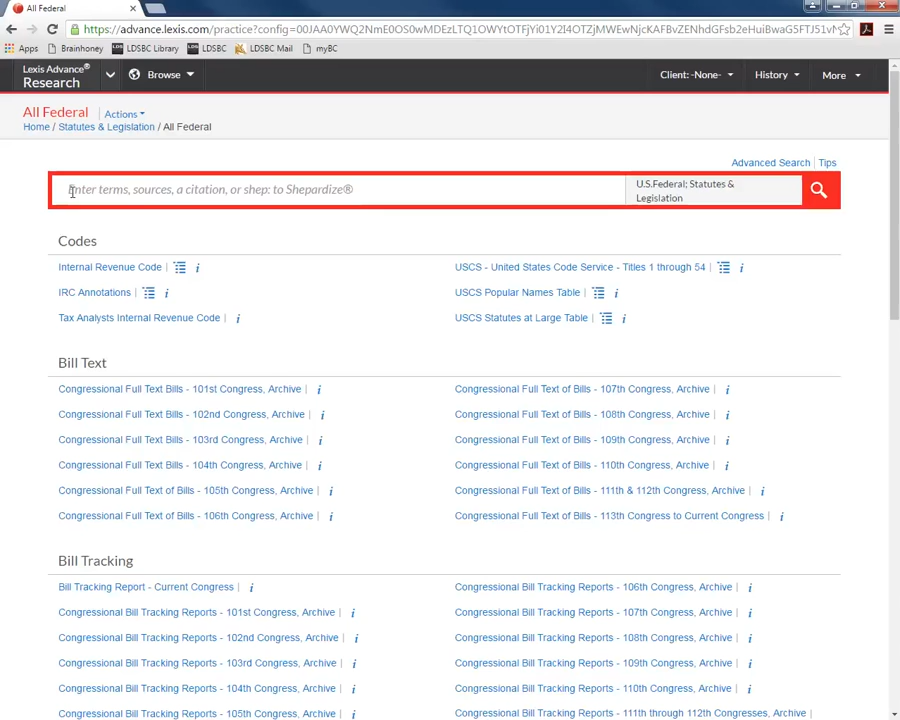 All Federal
https://advance.lexis.com/practice?config=
Apps Brainhoney LDSBC Library LDSBC LDSBC Mail myBC
Lexis Advance®
Research
Browse
Client: -None-
History
More
All Federal Actions
Home / Statutes & Legislation / All Federal
Advanced Search | Tips
Enter terms, sources, a citation, or shep: to Shepardize®
U.S.Federal; Statutes &
Legislation
Codes
Internal Revenue Code
USCS - United States Code Service - Titles 1 through 54
IRC Annotations
USCS Popular Names Table
Tax Analysts Internal Revenue Code
USCS Statutes at Large Table
Bill Text
Congressional Full Text Bills - 101st Congress, Archive
Congressional Full Text of Bills - 107th Congress, Archive
Congressional Full Text Bills - 102nd Congress, Archive
Congressional Full Text of Bills - 108th Congress, Archive
Congressional Full Text Bills - 103rd Congress, Archive
Congressional Full Text of Bills - 109th Congress, Archive
Congressional Full Text Bills - 104th Congress, Archive
Congressional Full Text of Bills - 110th Congress, Archive
Congressional Full Text of Bills - 105th Congress, Archive
Congressional Full Text of Bills - 111th & 112th Congress, Archive
Congressional Full Text of Bills - 106th Congress, Archive
Congressional Full Text of Bills - 113th Congress to Current Congress
Bill Tracking
Bill Tracking Report - Current Congress
Congressional Bill Tracking Reports - 106th Congress, Archive
Congressional Bill Tracking Reports - 101st Congress, Archive
Congressional Bill Tracking Reports - 107th Congress, Archive
Congressional Bill Tracking Reports - 102nd Congress, Archive
Congressional Bill Tracking Reports - 108th Congress, Archive
Congressional Bill Tracking Reports - 103rd Congress, Archive
Congressional Bill Tracking Reports - 109th Congress, Archive
Congressional Bill Tracking Reports - 104th Congress, Archive
Congressional Bill Tracking Reports - 110th Congress, Archive
Congressional Bill Tracking Reports - 105th Congress, Archive
Congressional Bill Tracking Reports - 111th through 112th Congresses, Archive